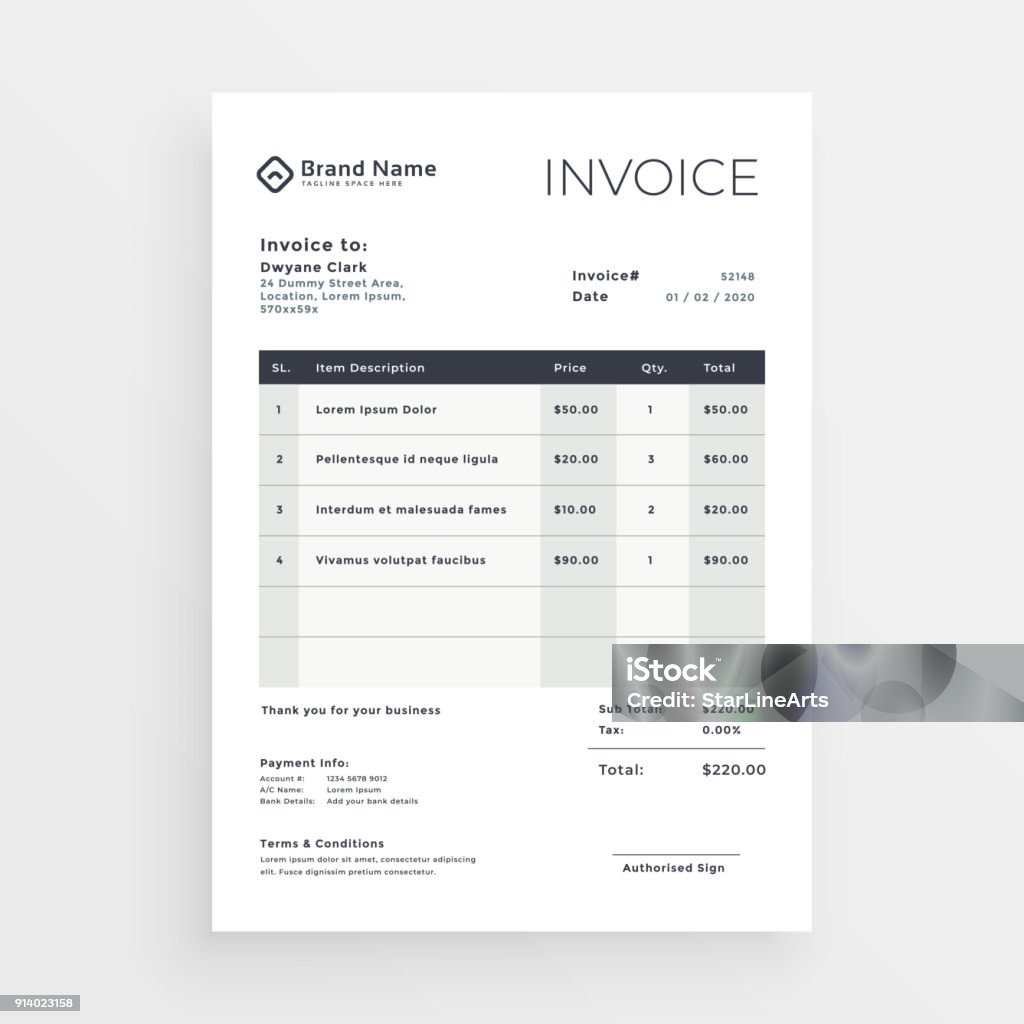 Brand Name
TAGLINE SPACE HERE
INVOICE
Invoice to:
Dwyane Clark
24 Dummy Street Area,
Location, Lorem Ipsum,
570xx59x
Invoice# 52148
Date 01 / 02 / 2020
SL. Item Description Price Qty. Total
1 Lorem Ipsum Dolor $50.00 1 $50.00
2 Pellentesque id neque ligula $20.00 3 $60.00
3 Interdum et malesuada fames $10.00 2 $20.00
4 Vivamus volutpat faucibus $90.00 1 $90.00
iStock™
Credit: StarLineArts
Thank you for your business
Sub Total: $220.00
Tax: 0.00%
Total: $220.00
Payment Info:
Account #: 1234 5678 9012
A/C Name: Lorem Ipsum
Bank Details: Add your bank details
Terms & Conditions
Lorem ipsum dolor sit amet, consectetur adipiscing
elit. Fusce dignissim pretium consectetur.
Authorised Sign
914023158